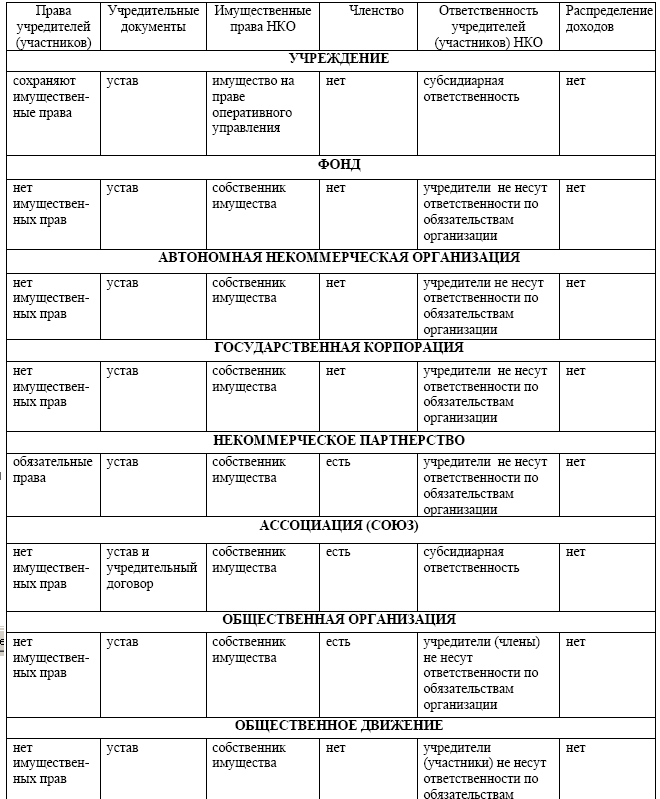 Права учредителей (участников) | Учредительные документы | Имущественные права НКО | Членство | Ответственность учредителей (участников) НКО | Распределение доходов
УЧРЕЖДЕНИЕ
сохраняют имуществен-ные права | устав | имущество на праве оперативного управления | нет | субсидиарная ответственность | нет
ФОНД
нет имуществен-ных прав | устав | собственник имущества | нет | учредители не несут ответственности по обязательствам организации | нет
АВТОНОМНАЯ НЕКОММЕРЧЕСКАЯ ОРГАНИЗАЦИЯ
нет имуществен-ных прав | устав | собственник имущества | нет | учредители не несут ответственности по обязательствам организации | нет
ГОСУДАРСТВЕННАЯ КОРПОРАЦИЯ
нет имуществен-ных прав | устав | собственник имущества | нет | учредители не несут ответственности по обязательствам организации | нет
НЕКОММЕРЧЕСКОЕ ПАРТНЕРСТВО
обязательные права | устав | собственник имущества | есть | учредители не несут ответственности по обязательствам организации | нет
АССОЦИАЦИЯ (СОЮЗ)
нет имуществен-ных прав | устав и учредительный договор | собственник имущества | есть | субсидиарная ответственность | нет
ОБЩЕСТВЕННАЯ ОРГАНИЗАЦИЯ
нет имуществен-ных прав | устав | собственник имущества | есть | учредители (члены) не несут ответственности по обязательствам организации | нет
ОБЩЕСТВЕННОЕ ДВИЖЕНИЕ
нет имуществен-ных прав | устав | собственник имущества | нет | учредители (участники) не несут ответственности по обязательствам | нет